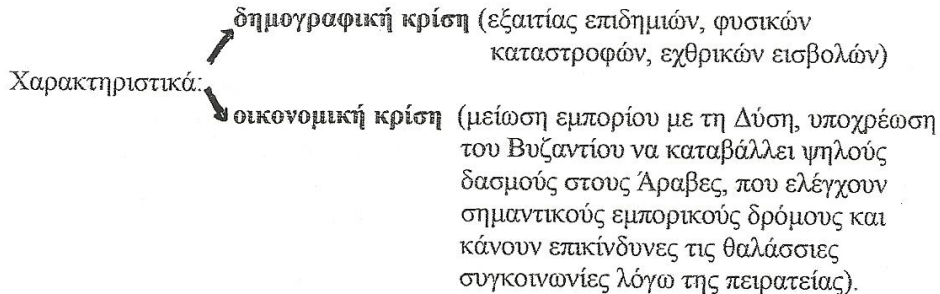 δημογραφική κρίση (εξαιτίας επιδημιών, φυσικών
καταστροφών, εχθρικών εισβολών)
Χαρακτηριστικά:
οικονομική κρίση (μείωση εμπορίου με τη Δύση, υποχρέωση
του Βυζαντίου να καταβάλλει ψηλούς
δασμούς στους Άραβες, που ελέγχουν
σημαντικούς εμπορικούς δρόμους και
κάνουν επικίνδυνες τις θαλάσσιες
συγκοινωνίες λόγω της πειρατείας).